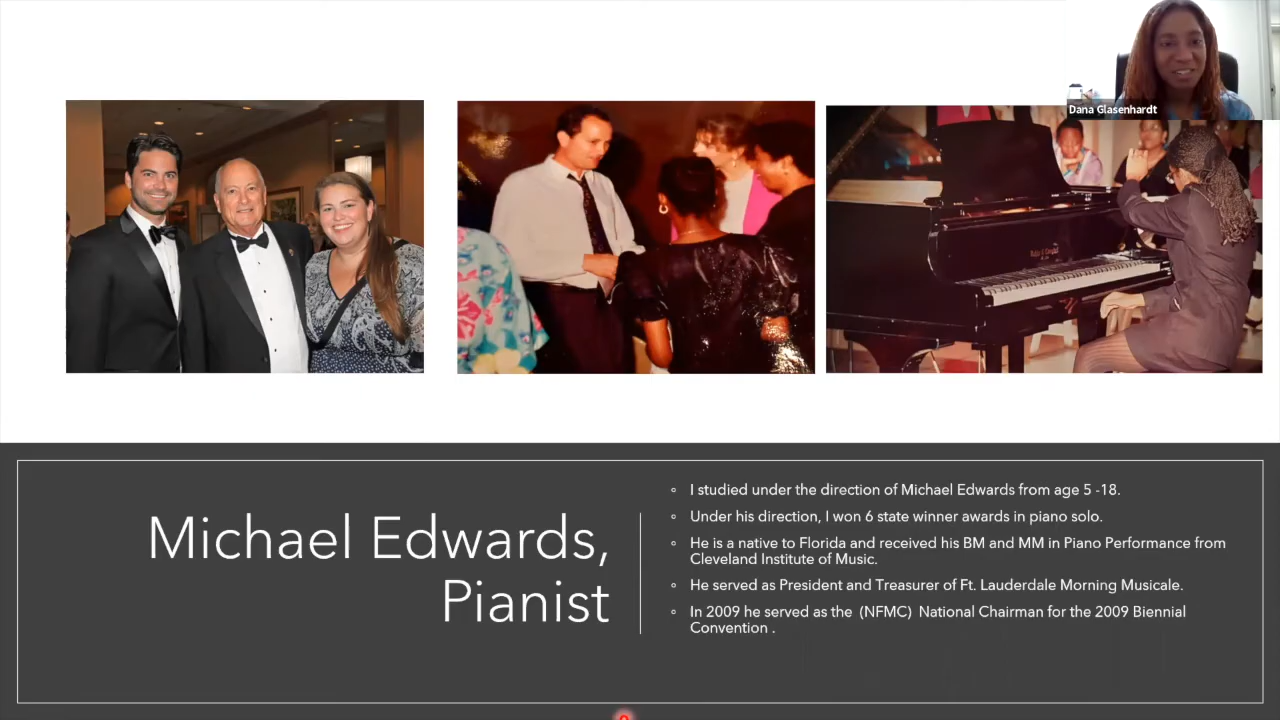 Dana Glasenhardt
Michael Edwards,
Pianist
◦ I studied under the direction of Michael Edwards from age 5 -18.
◦ Under his direction, I won 6 state winner awards in piano solo.
◦ He is a native to Florida and received his BM and MM in Piano Performance from
Cleveland Institute of Music.
◦ He served as President and Treasurer of Ft. Lauderdale Morning Musicale.
◦ In 2009 he served as the (NFMC) National Chairman for the 2009 Biennial
Convention .